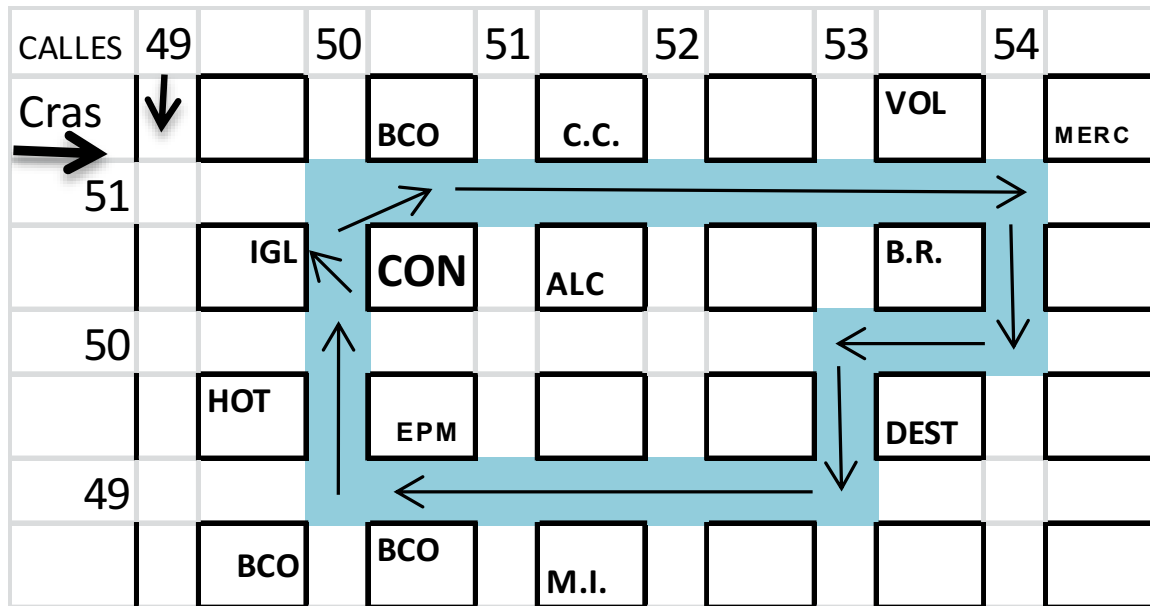 CALLES 49 50 51 52 53 54
Cras BCO C.C. VOL MERC
51
IGL CON ALC B.R.
50
HOT EPM DEST
49
BCO BCO M.I.